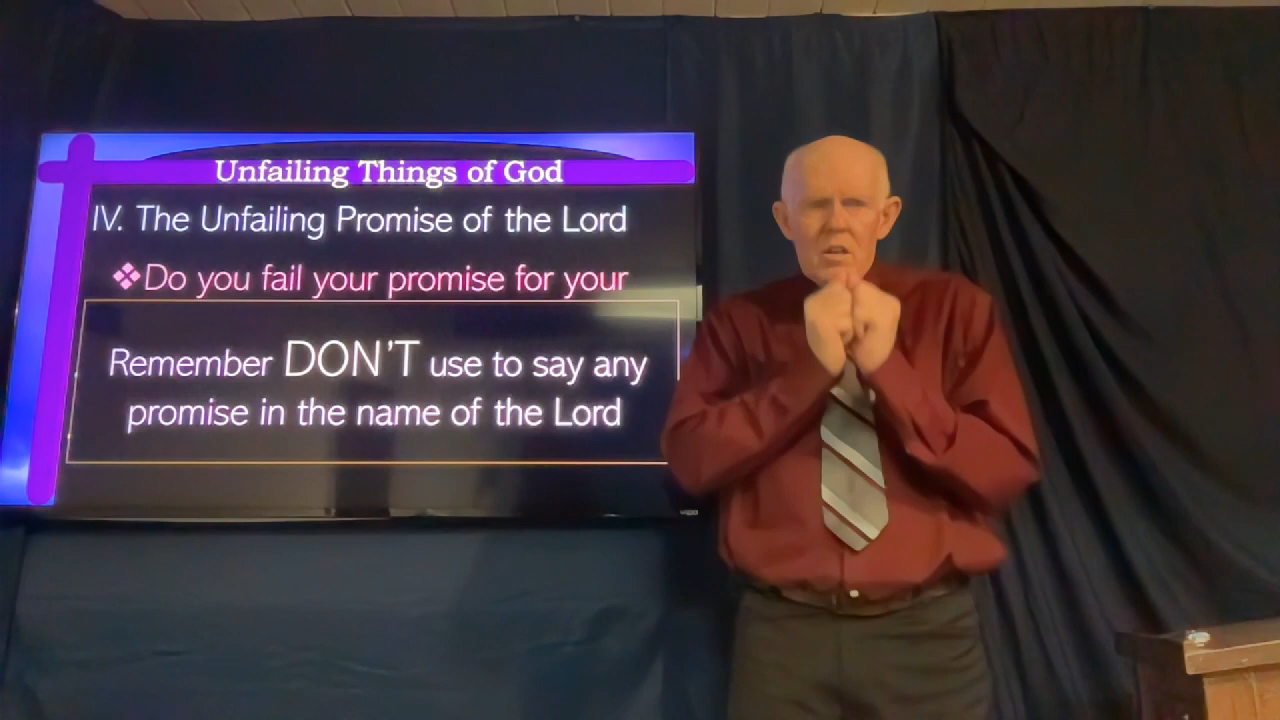 Unfailing Things of God
IV. The Unfailing Promise of the Lord
❖Do you fail your promise for your
Remember DON'T use to say any
promise in the name of the Lord